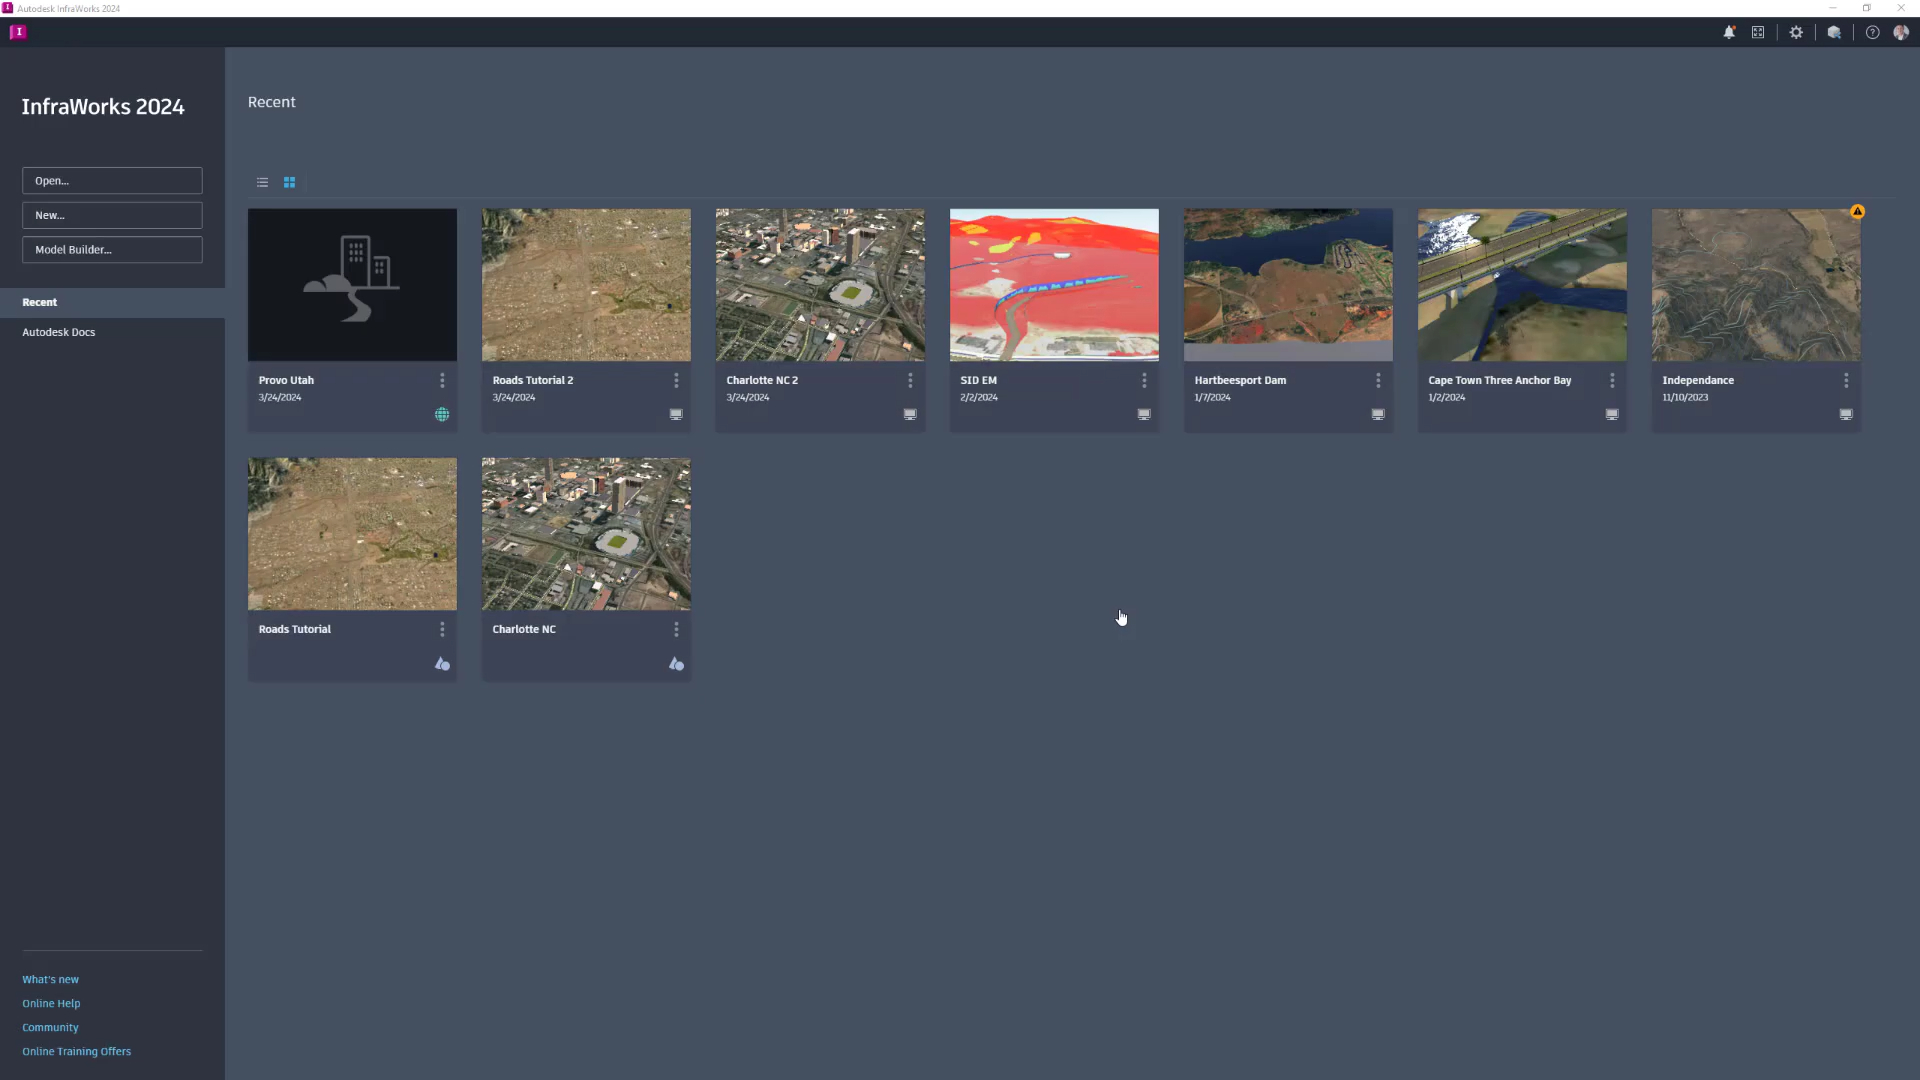 Autodesk InfraWorks 2024
InfraWorks 2024
Open...
New...
Model Builder...
Recent
Autodesk Docs
What's new
Online Help
Community
Online Training Offers
Recent
Provo Utah
3/24/2024
Roads Tutorial 2
3/24/2024
Charlotte NC 2
3/24/2024
SID EM
2/2/2024
Hartbeesport Dam
1/7/2024
Cape Town Three Anchor Bay
1/2/2024
Independance
11/10/2023
Roads Tutorial
Charlotte NC